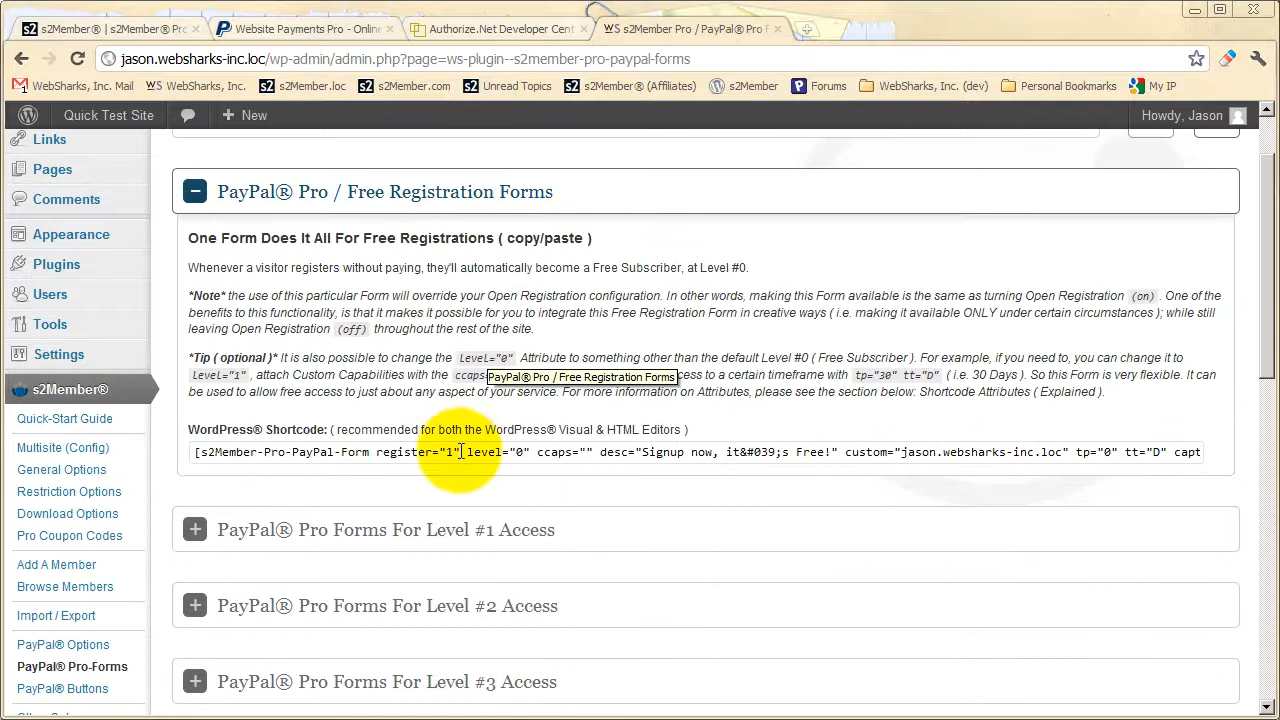 s2Member® s2Member® Pro
Website Payments Pro - Online
Authorize.Net Developer Cent
s2Member Pro / PayPal® Pro F
jason.websharks-inc.loc/wp-admin/admin.php?page=ws-plugin--s2member-pro-paypal-forms
WebSharks, Inc. Mail
WebSharks, Inc.
s2Member.loc
s2Member.com
Unread Topics
s2Member® (Affiliates)
s2Member
Forums
WebSharks, Inc. (dev)
Personal Bookmarks
My IP
Quick Test Site
New
Howdy, Jason
Links
Pages
Comments
Appearance
Plugins
Users
Tools
Settings
s2Member®
Quick-Start Guide
Multisite (Config)
General Options
Restriction Options
Download Options
Pro Coupon Codes
Add A Member
Browse Members
Import / Export
PayPal® Options
PayPal® Pro-Forms
PayPal® Buttons
PayPal® Pro / Free Registration Forms
One Form Does It All For Free Registrations ( copy/paste )
Whenever a visitor registers without paying, they'll automatically become a Free Subscriber, at Level #0.
*Note* the use of this particular Form will override your Open Registration configuration. In other words, making this Form available is the same as turning Open Registration (on) . One of the
benefits to this functionality, is that it makes it possible for you to integrate this Free Registration Form in creative ways ( i.e. making it available ONLY under certain circumstances ); while still
leaving Open Registration (off) throughout the rest of the site.
*Tip ( optional )* It is also possible to change the level="0" Attribute to something other than the default Level #0 ( Free Subscriber ). For example, if you need to, you can change it to
level="1" , attach Custom Capabilities with the ccaps cess to a certain timeframe with tp="30" tt="D" ( i.e. 30 Days ). So this Form is very flexible. It can
PayPal® Pro / Free Registration Forms
be used to allow free access to just about any aspect of your service. For more information on Attributes, please see the section below: Shortcode Attributes ( Explained ).
WordPress® Shortcode: ( recommended for both the WordPress® Visual & HTML Editors )
[s2Member-Pro-PayPal-Form register="1" level="0" ccaps="" desc="Signup now, it&#039;s Free!" custom="jason.websharks-inc.loc" tp="0" tt="D" capt
PayPal® Pro Forms For Level #1 Access
PayPal® Pro Forms For Level #2 Access
PayPal® Pro Forms For Level #3 Access